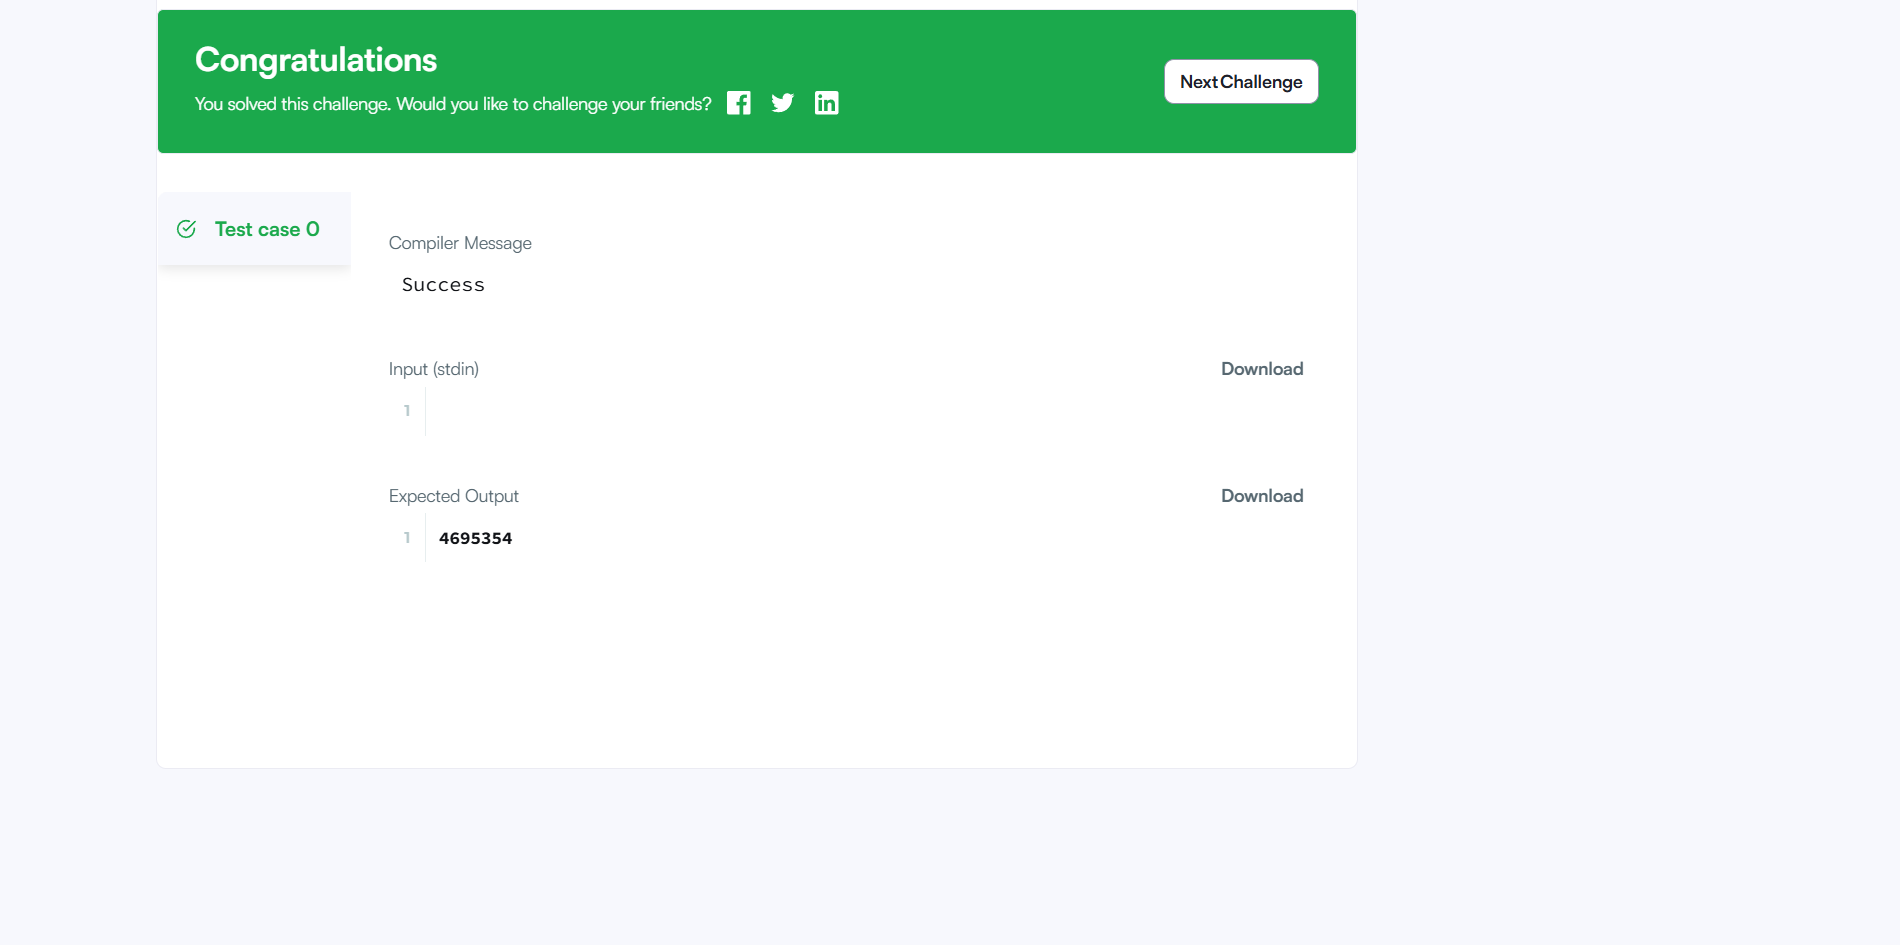 Congratulations
You solved this challenge. Would you like to challenge your friends?
Next Challenge
Test case 0
Compiler Message
Success
Input (stdin)
Download
1
Expected Output
Download
1
4695354